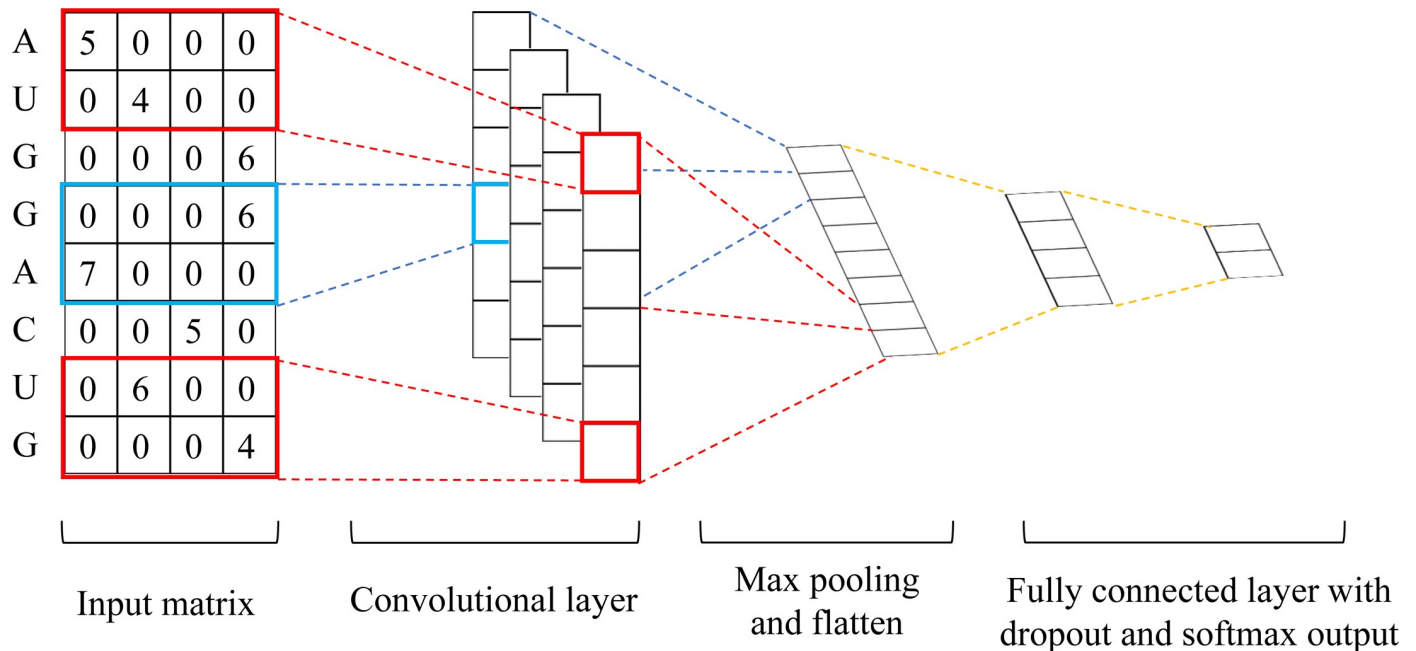 A 5 0 0 0
U 0 4 0 0
G 0 0 0 6
G 0 0 0 6
A 7 0 0 0
C 0 0 5 0
U 0 6 0 0
G 0 0 0 4
Input matrix
Convolutional layer
Max pooling
and flatten
Fully connected layer with
dropout and softmax output